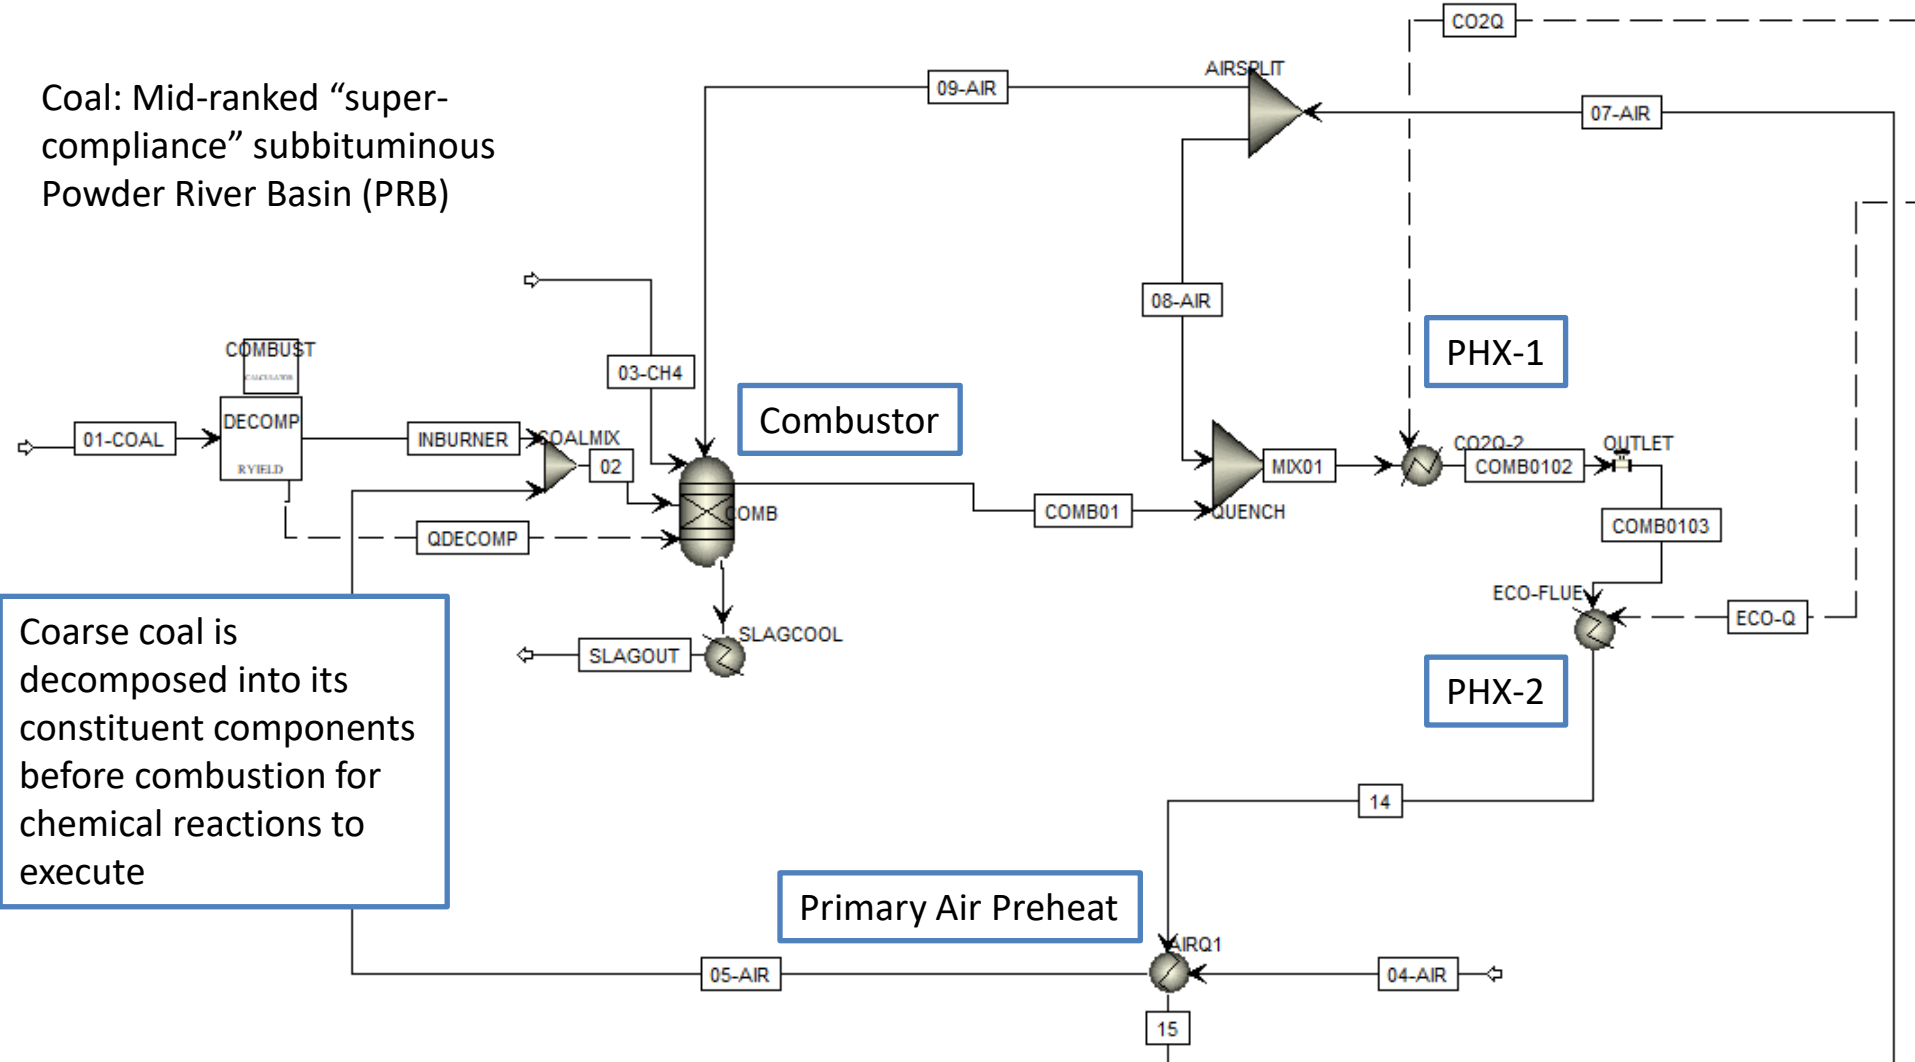 CO2Q
AIRSPLIT
09-AIR
07-AIR
Coal: Mid-ranked “super-
compliance” subbituminous
Powder River Basin (PRB)
08-AIR
PHX-1
COMBUST
CALCULATOR
03-CH4
Combustor
DECOMP
RYIELD
01-COAL
INBURNER
COALMIX
02
MIX01
CO2Q-2
COMB0102
OUTLET
COMB
COMB01
QUENCH
COMB0103
QDECOMP
ECO-FLUE
ECO-Q
SLAGCOOL
SLAGOUT
PHX-2
Coarse coal is
decomposed into its
constituent components
before combustion for
chemical reactions to
execute
14
Primary Air Preheat
AIRQ1
05-AIR
04-AIR
15